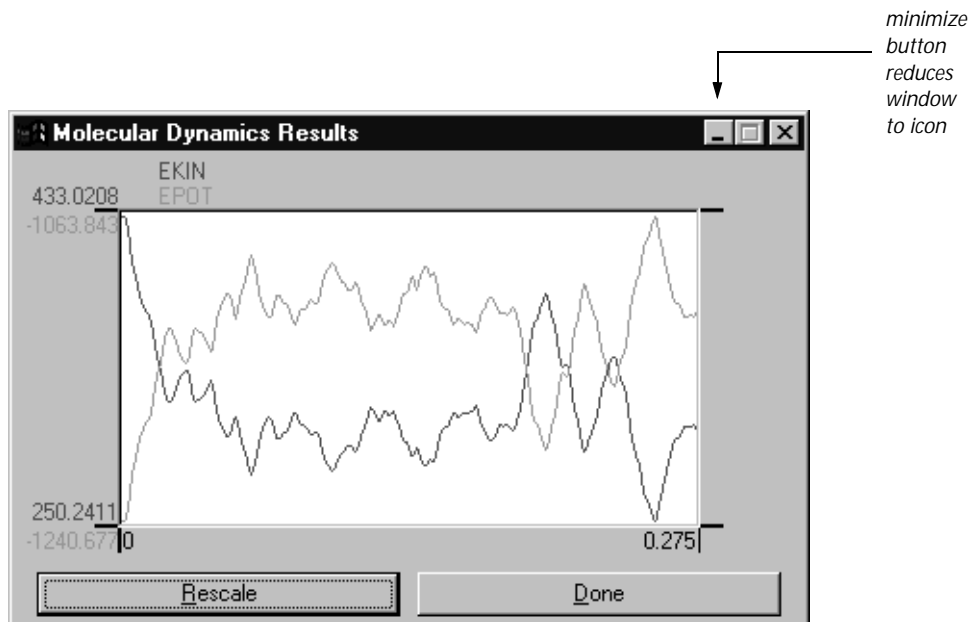 minimize
button
reduces
window
to icon
Molecular Dynamics Results
EKIN
433.0208
EPOT
-1063.843
250.2411
-1240.677
0
0.275
Rescale
Done